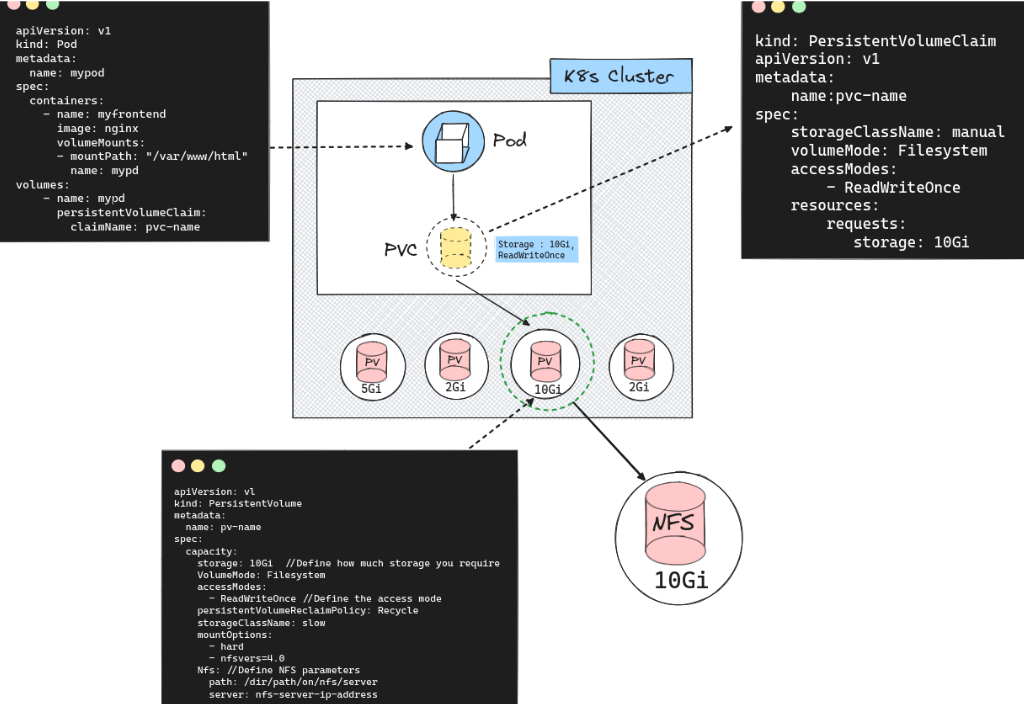 apiVersion: v1
kind: Pod
metadata:
  name: mypod
spec:
  containers:
    - name: myfrontend
      image: nginx
      volumeMounts:
      - mountPath: "/var/www/html"
        name: mypd
volumes:
    - name: mypd
      persistentVolumeClaim:
        claimName: pvc-name
K8s Cluster
Pod
PVC
Storage : 10Gi,
ReadWriteOnce
PV
5Gi
PV
2Gi
PV
10Gi
PV
2Gi
kind: PersistentVolumeClaim
apiVersion: v1
metadata:
    name:pvc-name
spec:
    storageClassName: manual
    volumeMode: Filesystem
    accessModes:
        - ReadWriteOnce
    resources:
        requests:
           storage: 10Gi
apiVersion: vl
kind: PersistentVolume
metadata:
  name: pv-name
spec:
  capacity:
    storage: 10Gi  //Define how much storage you require
    VolumeMode: Filesystem
    accessModes:
      - ReadWriteOnce //Define the access mode
    persistentVolumeReclaimPolicy: Recycle
    storageClassName: slow
    mountOptions:
      - hard
      - nfsvers=4.0
    Nfs: //Define NFS parameters
      path: /dir/path/on/nfs/server
      server: nfs-server-ip-address
NFS
10Gi